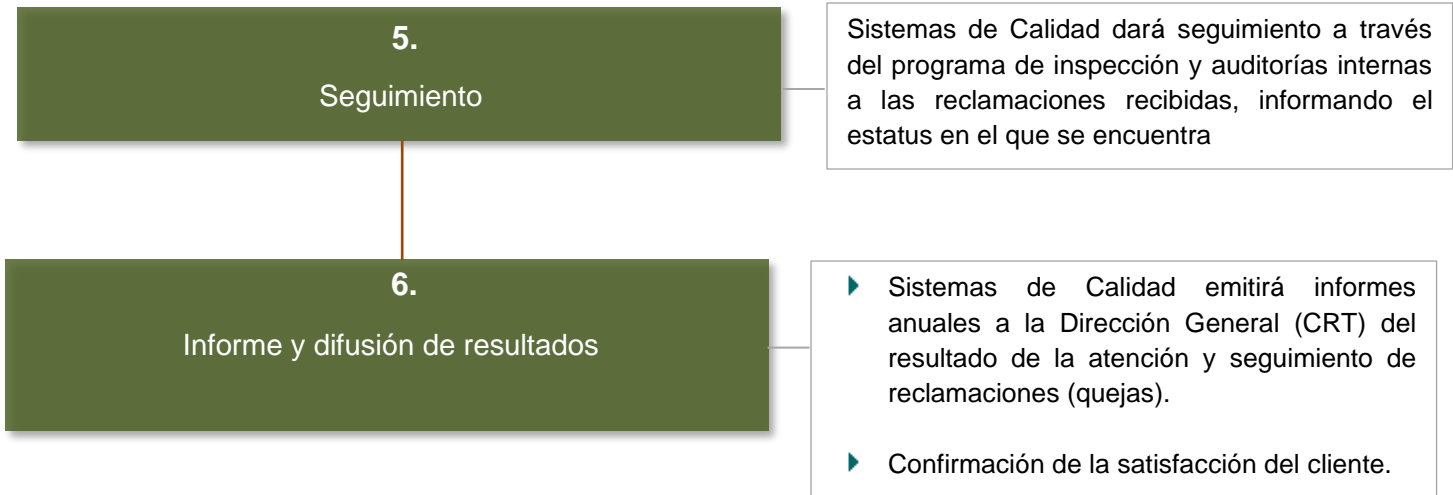 5.
Seguimiento
Sistemas de Calidad dará seguimiento a través
del programa de inspección y auditorías internas
a las reclamaciones recibidas, informando el
estatus en el que se encuentra
6.
Informe y difusión de resultados
Sistemas de Calidad emitirá informes
anuales a la Dirección General (CRT) del
resultado de la atención y seguimiento de
reclamaciones (quejas).
Confirmación de la satisfacción del cliente.